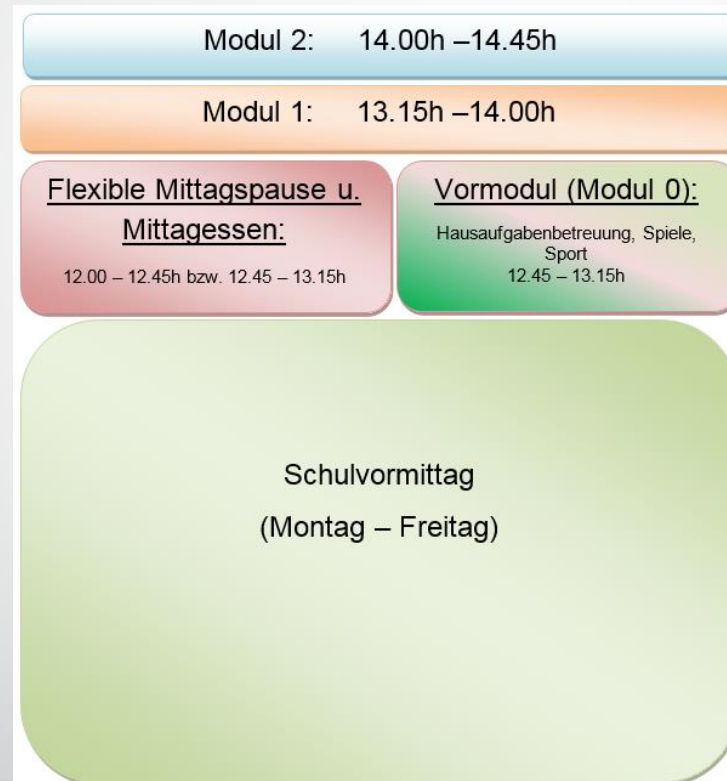 Modul 2: 14.00h –14.45h
Modul 1: 13.15h –14.00h
Flexible Mittagspause u.
Mittagessen:
12.00 – 12.45h bzw. 12.45 – 13.15h
Vormodul (Modul 0):
Hausaufgabenbetreuung, Spiele,
Sport
12.45 – 13.15h
Schulvormittag
(Montag – Freitag)